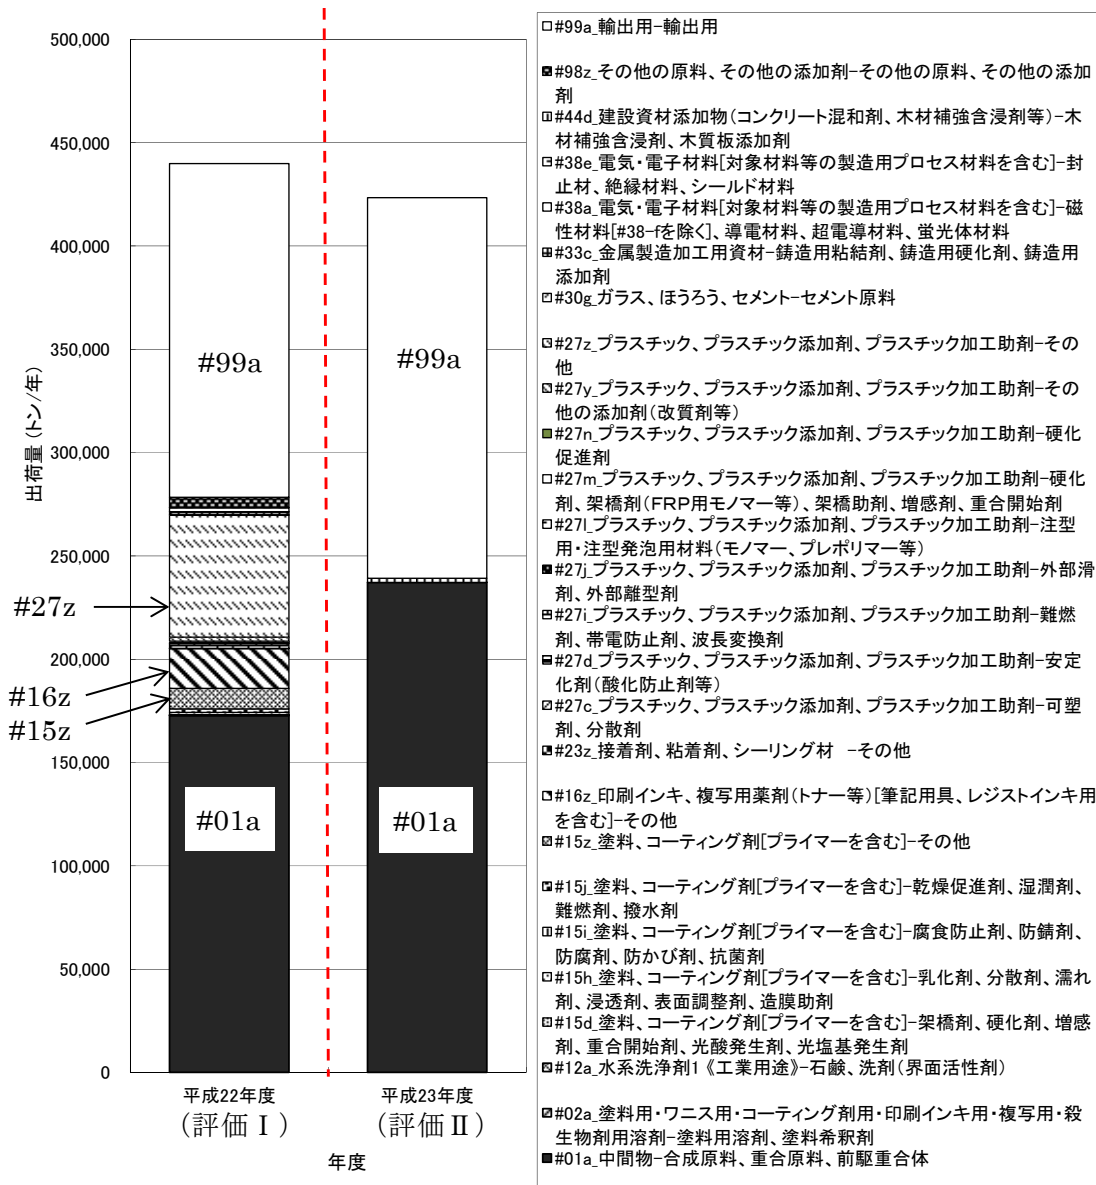 500,000
450,000
400,000
350,000
300,000
250,000
200,000
150,000
100,000
50,000
0
出荷量(トン/年)
#99a
#99a
#27z
#16z
#15z
#01a
#01a
平成22年度
(評価Ⅰ)
平成23年度
(評価Ⅱ)
年度
#99a_輸出用-輸出用
#98z_その他の原料、その他の添加剤-その他の原料、その他の添加
剤
#44d_建設資材添加物(コンクリート混和剤、木材補強含浸剤等)-木
材補強含浸剤、木質板添加剤
#38e_電気・電子材料[対象材料等の製造用プロセス材料を含む]-封
止材、絶縁材料、シールド材料
#38a_電気・電子材料[対象材料等の製造用プロセス材料を含む]-磁
性材料[#38-fを除く]、導電材料、超電導材料、蛍光体材料
#33c_金属製造加工用資材-鋳造用粘結剤、鋳造用硬化剤、鋳造用
添加剤
#30g_ガラス、ほうろう、セメント-セメント原料
#27z_プラスチック、プラスチック添加剤、プラスチック加工助剤-その
他
#27y_プラスチック、プラスチック添加剤、プラスチック加工助剤-その
他の添加剤(改質剤等)
#27n_プラスチック、プラスチック添加剤、プラスチック加工助剤-硬化
促進剤
#27m_プラスチック、プラスチック添加剤、プラスチック加工助剤-硬化
剤、架橋剤(FRP用モノマー等)、架橋助剤、増感剤、重合開始剤
#27l_プラスチック、プラスチック添加剤、プラスチック加工助剤-注型
用・注型発泡用材料(モノマー、プレポリマー等)
#27j_プラスチック、プラスチック添加剤、プラスチック加工助剤-外部滑
剤、外部離型剤
#27i_プラスチック、プラスチック添加剤、プラスチック加工助剤-難燃
剤、帯電防止剤、波長変換剤
#27d_プラスチック、プラスチック添加剤、プラスチック加工助剤-安定
化剤(酸化防止剤等)
#27c_プラスチック、プラスチック添加剤、プラスチック加工助剤-可塑
剤、分散剤
#23z_接着剤、粘着剤、シーリング材 -その他
#16z_印刷インキ、複写用薬剤(トナー等)[筆記用具、レジストインキ用
を含む]-その他
#15z_塗料、コーティング剤[プライマーを含む]-その他
#15j_塗料、コーティング剤[プライマーを含む]-乾燥促進剤、湿潤剤、
難燃剤、撥水剤
#15i_塗料、コーティング剤[プライマーを含む]-腐食防止剤、防錆剤、
防腐剤、防かび剤、抗菌剤
#15h_塗料、コーティング剤[プライマーを含む]-乳化剤、分散剤、濡れ
剤、浸透剤、表面調整剤、造膜助剤
#15d_塗料、コーティング剤[プライマーを含む]-架橋剤、硬化剤、増感
剤、重合開始剤、光酸発生剤、光塩基発生剤
#12a_水系洗浄剤1《工業用途》-石鹸、洗剤(界面活性剤)
#02a_塗料用・ワニス用・コーティング剤用・印刷インキ用・複写用・殺
生物剤用溶剤-塗料用溶剤、塗料希釈剤
#01a_中間物-合成原料、重合原料、前駆重合体